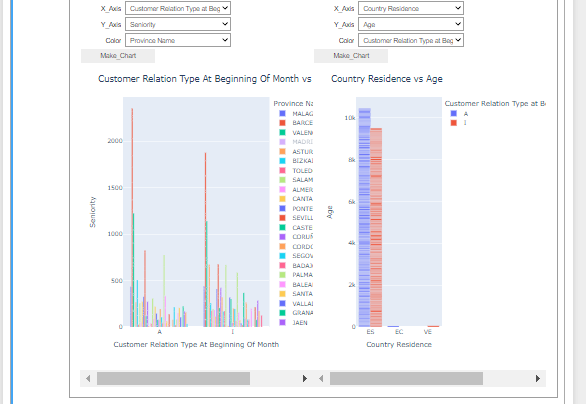 X_Axis Customer Relation Type at Beg
Y_Axis Seniority
Color Province Name
Make_Chart
X_Axis Country Residence
Y_Axis Age
Color Customer Relation Type at Beg
Make_Chart
Customer Relation Type At Beginning Of Month vs
Province Na
MALAG
BARCE
VALEN
MADRI
ASTUR
BIZKAI
TOLED
SALAM
ALMER
CANTA
PONTE
SEVILL
CASTE
CORUÑ
CORDO
SEGOV
BADAJ
PALMA
BALEA
SANTA
VALLAI
GRANA
JAEN
Seniority
2000
1500
1000
500
0
A
I
Customer Relation Type At Beginning Of Month
Country Residence vs Age
Customer Relation Type at B
A
I
Age
10k
8k
6k
4k
2k
0
ES
EC
VE
Country Residence